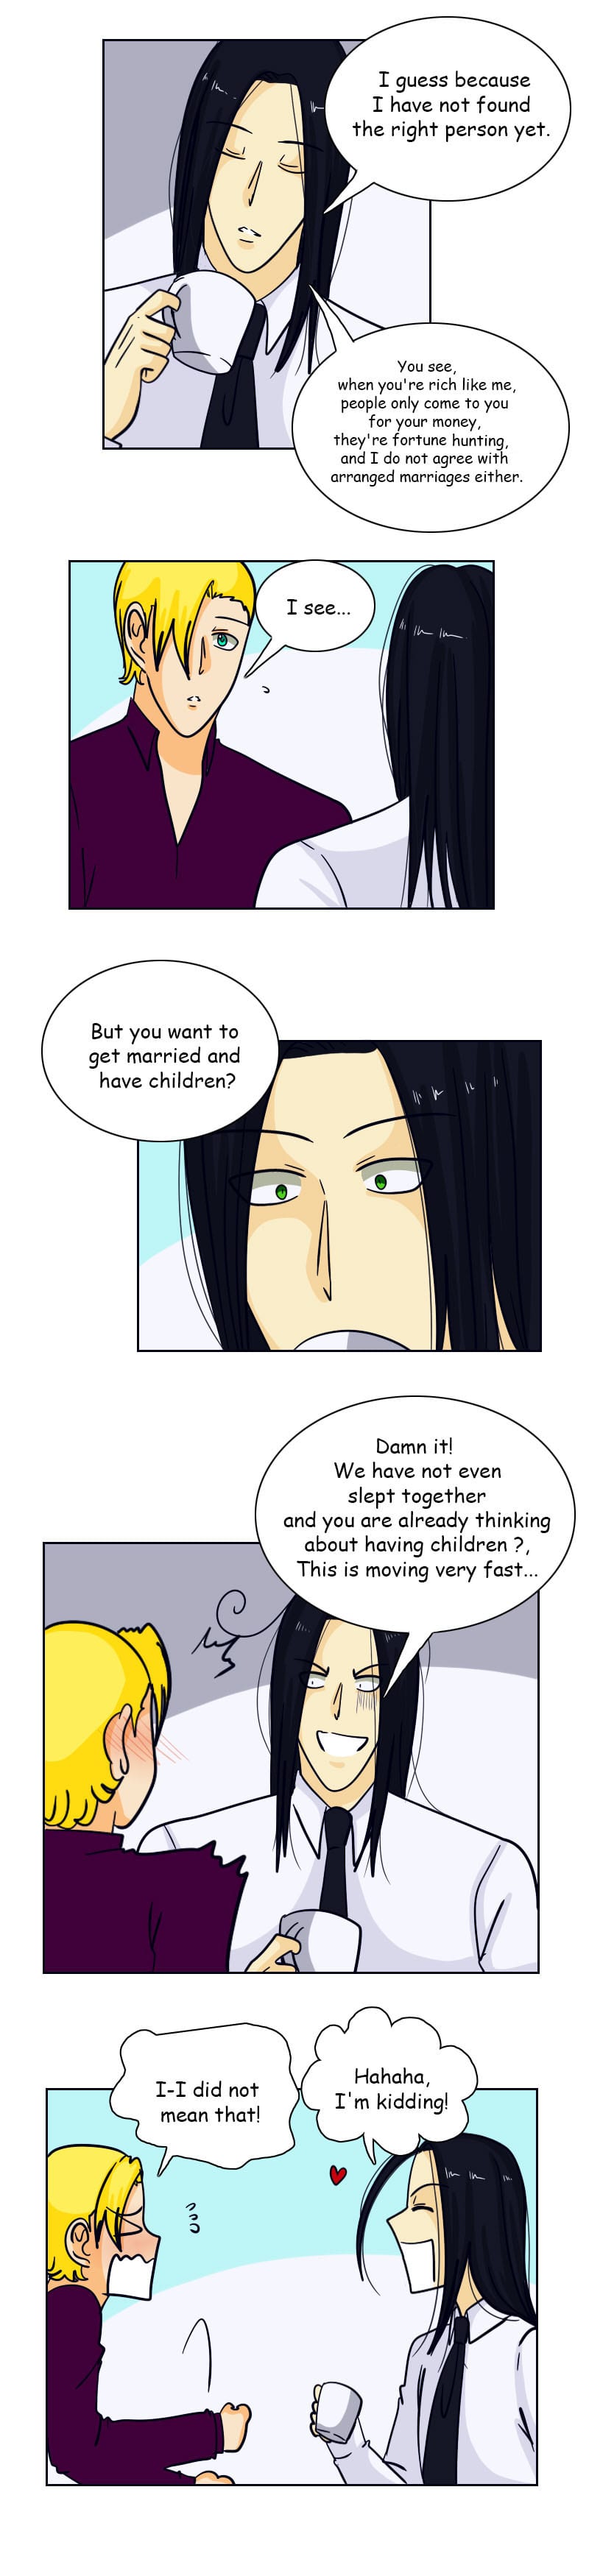 I guess because
I have not found
the right person yet.
You see,
when you're rich like me,
people only come to you
for your money,
they're fortune hunting,
and I do not agree with
arranged marriages either.
I see...
But you want to
get married and
have children?
Damn it!
We have not even
slept together
and you are already thinking
about having children ?,
This is moving very fast...
I-I did not
mean that!
Hahaha,
I'm kidding!